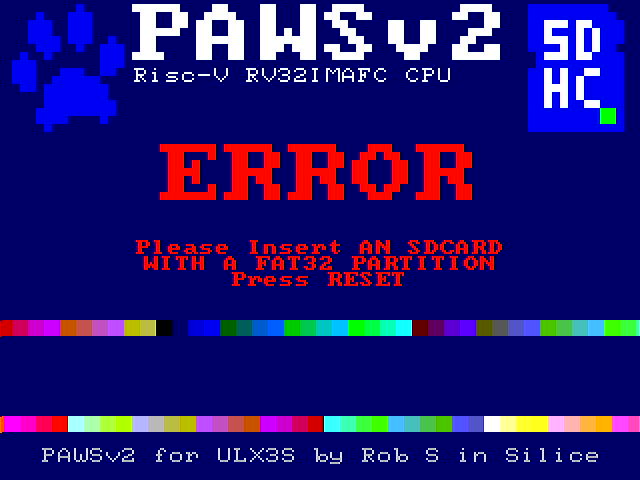 PAWSv2
Risc-V RV32IMAFC CPU
SD
HC
ERROR
Please Insert AN SDCARD
WITH A FAT32 PARTITION
Press RESET
PAWSv2 for ULX3S by Rob S in Silice